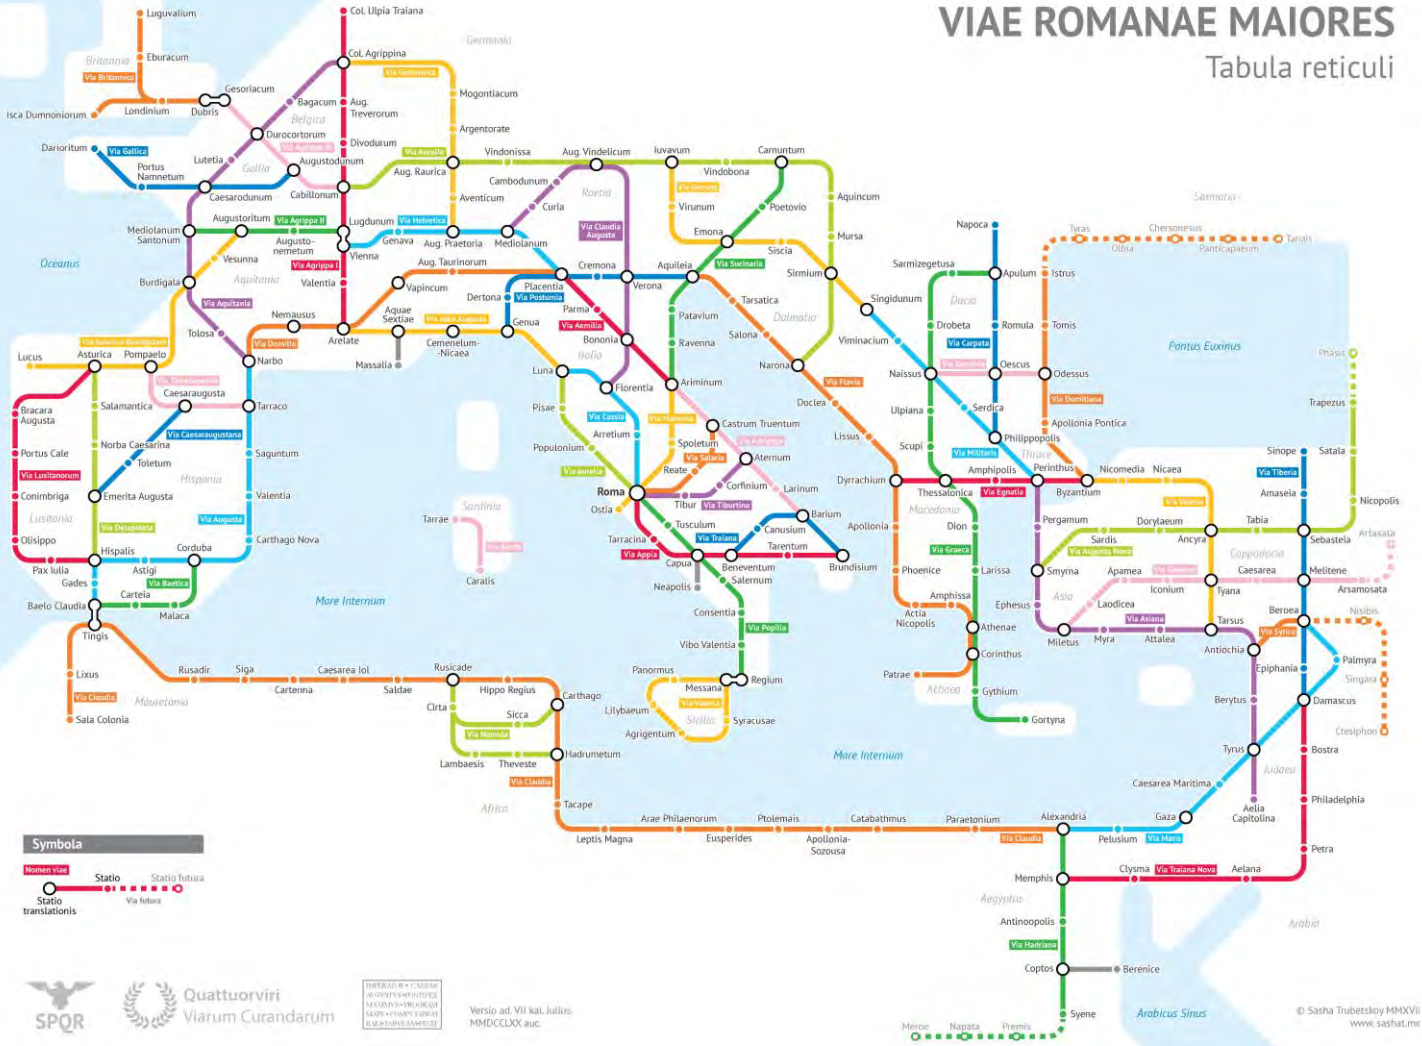 VIAE ROMANAE MAIORES
Tabula reticuli
Luguvalium
Col. Ulpia Traiana
Germania
Britannia
Eburacum
Col. Agrippina
Via Britannica
Via Germanica
Gesoriacum
Mogontiacum
Isca Dumnoniorum
Londinium
Dubris
Bagacum
Aug.
Treverorum
Belgica
Durocortorum
Argentorate
Darioritum
Via Gallica
Via Agrippa III
Divodurum
Lutetia
Gallia
Augustodunum
Via Aurelia
Vindonissa
Aug. Vindelicum
Iuvavum
Carnuntum
Portus
Namnetum
Aug. Raurica
Vindobona
Cambodunum
Raetia
Caesarodunum
Cabillonum
Aventicum
Curia
Virunum
Poetovio
Aquincum
Sarmatia
Augustoritum
Via Agrippa II
Lugdunum
Via Helvetica
Via Claudia
Augusta
Emona
Mursa
Napoca
Tyras
Chersonesus
Mediolanum
Santonum
Augusto-
nemetum
Genava
Aug. Praetoria
Mediolanum
Siscia
Olbia
Panticapaeum
Tanais
Vienna
Oceanus
Vesunna
Via Agrippa I
Aug. Taurinorum
Cremona
Aquileia
Via Sucinaria
Sirmium
Sarmizegetusa
Apulum
Istrus
Burdigala
Aquitania
Valentia
Vapincum
Placentia
Verona
Dertona
Via Postumia
Via Aquitania
Tarsatica
Singidunum
Dacia
Parma
Patavium
Dalmatia
Nemausus
Aquae
Sextiae
Via Julia Augusta
Genua
Via Aemilia
Salona
Drobeta
Romula
Tomis
Tolosa
Via Domitia
Arelate
Cemenelum-
-Nicaea
Bononia
Ravenna
Viminacium
Via Carpata
Pontus Euxinus
Lucus
Asturica
Pompaelo
Narbo
Massalia
Italia
Narona
Oescus
Phasis
Luna
Florentia
Ariminum
Via Flavia
Naissus
Odessus
Caesaraugusta
Doclea
Via Domitiana
Bracara
Augusta
Salamantica
Tarraco
Pisae
Via Cassia
Via Flaminia
Castrum Truentum
Ulpiana
Serdica
Trapezus
Via Caesaraugustana
Arretium
Lissus
Apollonia Pontica
Norba Caesarina
Populonium
Spoletum
Scupi
Philippopolis
Portus Cale
Toletum
Saguntum
Via Aurelia
Via Salaria
Aternum
Via Militaris
Thrace
Sinope
Satala
Via Lusitanorum
Hispania
Reate
Amphipolis
Perinthus
Nicomedia
Nicaea
Via Tiberia
Conimbriga
Emerita Augusta
Valentia
Sardinia
Roma
Corfinium
Larinum
Dyrrachium
Thessalonica
Via Egnatia
Byzantium
Amaseia
Ostia
Tibur
Via Tiburtina
Macedonia
Nicopolis
Lusitania
Via Delapidata
Via Augusta
Tarrae
Tusculum
Canusium
Barium
Apollonia
Dion
Pergamum
Dorylaeum
Tabia
Olisippo
Carthago Nova
Tarracina
Via Traiana
Sardis
Ancyra
Sebasteia
Artaxata
Hispalis
Corduba
Via Appia
Tarentum
Via Graeca
Via Augusta Nova
Cappadocia
Pax Iulia
Astigi
Capua
Beneventum
Brundisium
Phoenice
Larissa
Smyrna
Apamea
Caesarea
Melitene
Gades
Via Baetica
Caralis
Neapolis
Salernum
Iconium
Tyana
Arsamosata
Carteia
Asia
Baelo Claudia
Malaca
Mare Internum
Consentia
Amphissa
Ephesus
Laodicea
Beroea
Nisibis
Actia
Nicopolis
Via Asiana
Tarsus
Tingis
Via Popilia
Athenae
Via Syrica
Vibo Valentia
Corinthus
Miletus
Myra
Attalea
Antiochia
Palmyra
Lixus
Rusadir
Siga
Caesarea Iol
Rusicade
Panormus
Patrae
Epiphania
Singara
Via Claudia
Cartenna
Saldae
Hippo Regius
Messana
Regium
Achaea
Gythium
Mauretania
Carthago
Berytus
Damascus
Sala Colonia
Cirta
Sicca
Lilybaeum
Sicilia
Syracusae
Gortyna
Via Numida
Agrigentum
Ctesiphon
Hadrumetum
Mare Internum
Tyrus
Bostra
Lambaesis
Theveste
Judaea
Via Claudia
Caesarea Maritima
Africa
Tacape
Aelia
Capitolina
Philadelphia
Arae Philaenorum
Ptolemais
Catabathmus
Paraetonium
Alexandria
Gaza
Leptis Magna
Eusperides
Apollonia-
Sozousa
Via Claudia
Pelusium
Via Maris
Petra
Symbola
Nomen viae
Statio
Statio futura
Statio
translationis
Via futura
Memphis
Clysma
Via Traiana Nova
Aelana
Aegyptus
Antinoopolis
Arabia
Via Hadriana
Coptos
Berenice
SPQR
Quattuorviri
Viarum Curandarum
Versio ad. VII kal. Julius
MMDCCLXX auc.
Syene
Arabicus Sinus
Meroe
Napata
Premis
© Sasha Trubetskoy MMXVII
www.sashat.me